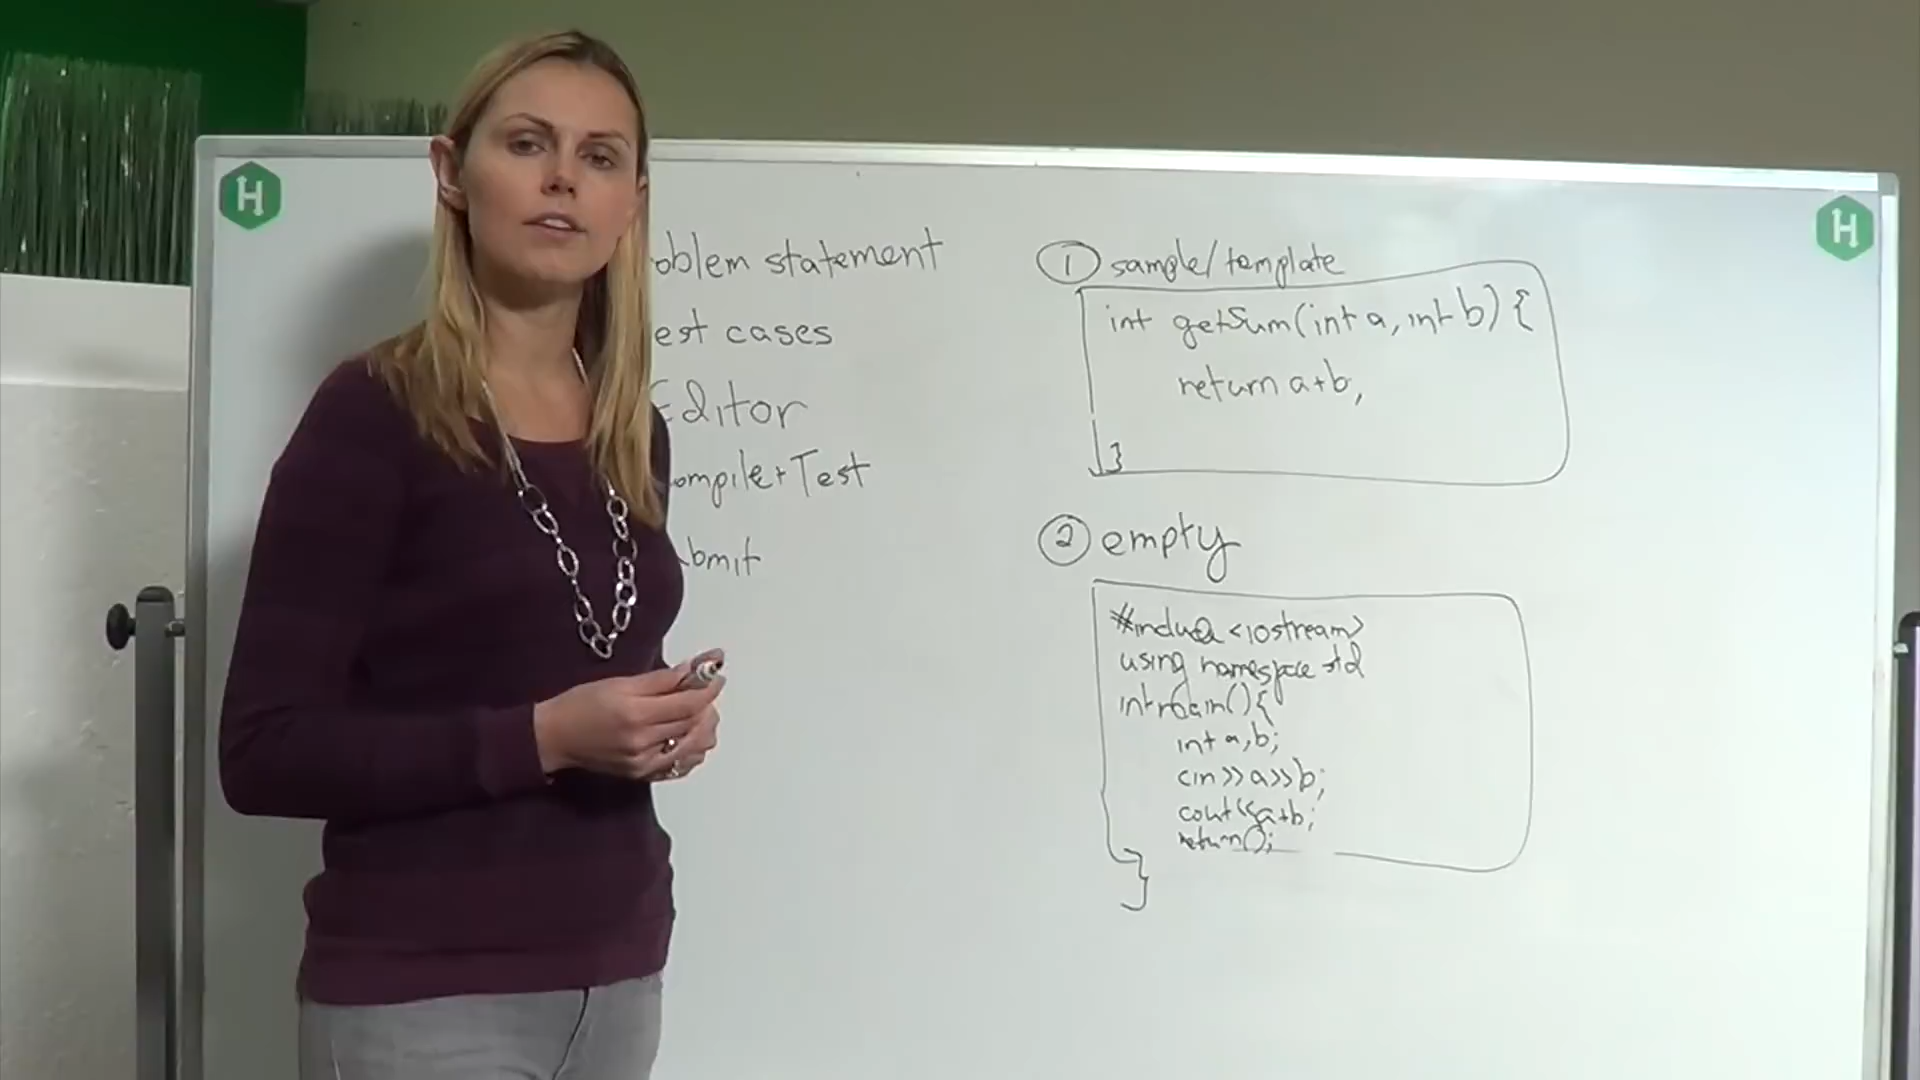 H
H
oblem statement
est cases
Editor
ompile+Test
bmit
1 sample/template
int getSum(int a, int b) {
return a+b;
}
2 empty
#include <iostream>
using namespace std
int main(){
int a,b;
cin>>a>>b;
cout<<a+b;
return 0;
}